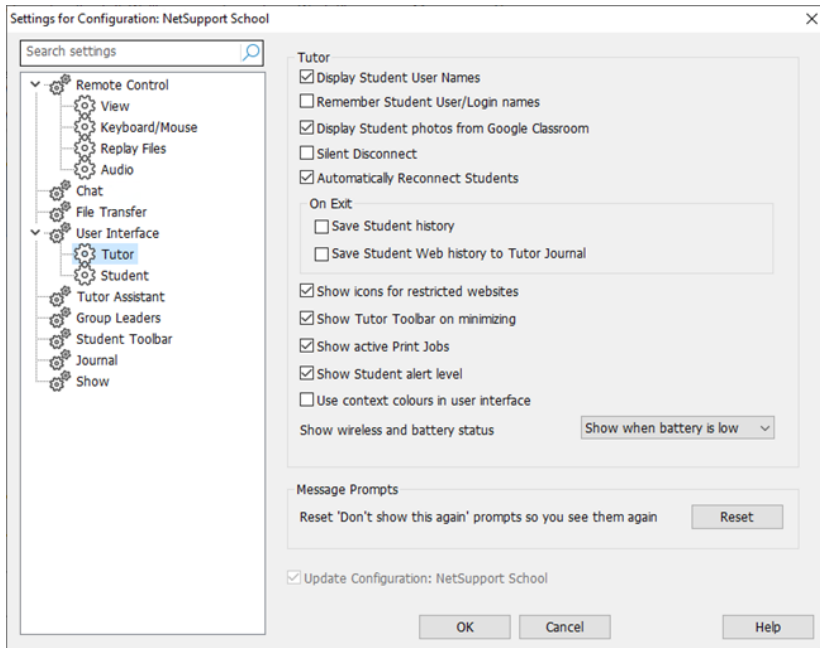 Settings for Configuration: NetSupport School
Search settings
Remote Control
View
Keyboard/Mouse
Replay Files
Audio
Chat
File Transfer
User Interface
Tutor
Student
Tutor Assistant
Group Leaders
Student Toolbar
Journal
Show
Tutor
Display Student User Names
Remember Student User/Login names
Display Student photos from Google Classroom
Silent Disconnect
Automatically Reconnect Students
On Exit
Save Student history
Save Student Web history to Tutor Journal
Show icons for restricted websites
Show Tutor Toolbar on minimizing
Show active Print Jobs
Show Student alert level
Use context colours in user interface
Show wireless and battery status Show when battery is low
Message Prompts
Reset 'Don't show this again' prompts so you see them again Reset
Update Configuration: NetSupport School
OK Cancel Help